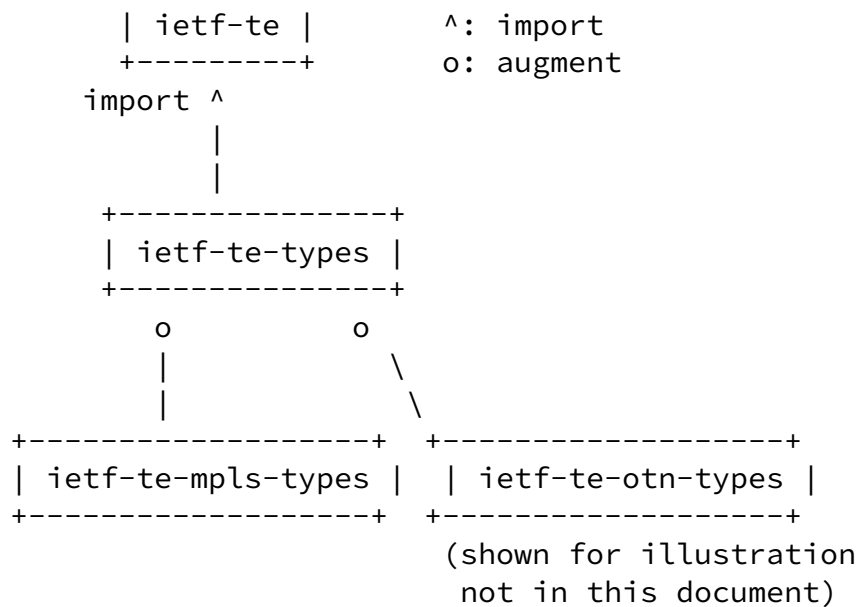 | ietf-te |        ^: import
+---------+       o: augment
import ^
|
|
+---------------+
| ietf-te-types |
+---------------+
o          o
|            \
|             \
+-------------------+  +-------------------+
| ietf-te-mpls-types |  | ietf-te-otn-types |
+-------------------+  +-------------------+
(shown for illustration
not in this document)